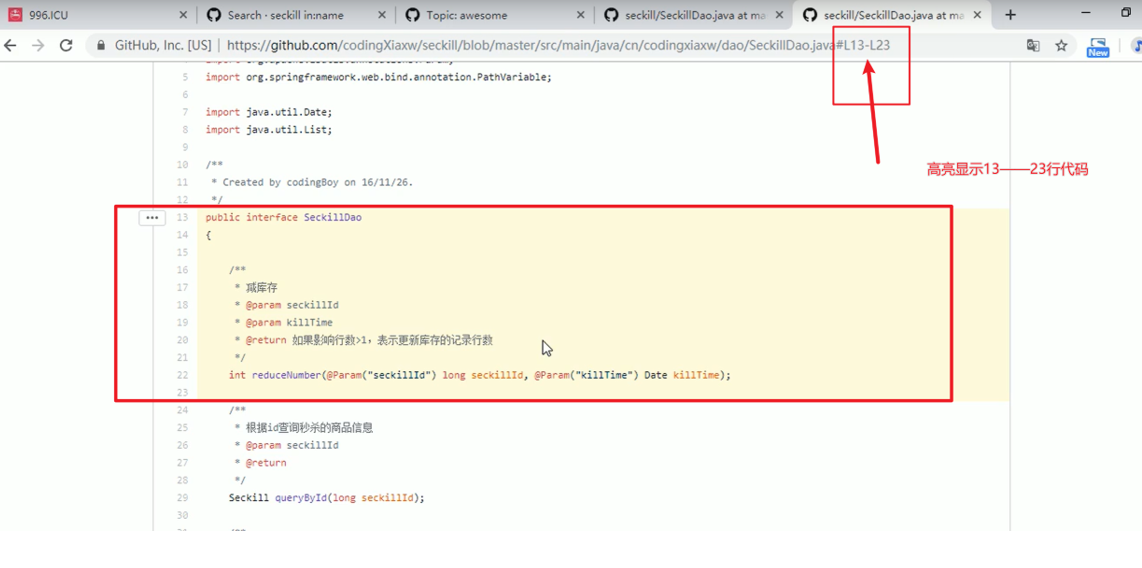 996.ICU
Search · seckill in:name
Topic: awesome
seckill/SeckillDao.java at ma
seckill/SeckillDao.java at ma
GitHub, Inc. [US] | https://github.com/codingXiaxw/seckill/blob/master/src/main/java/cn/codingxiaxw/dao/SeckillDao.java#L13-L23
New
5 import org.springframework.web.bind.annotation.PathVariable;
6
7 import java.util.Date;
8 import java.util.List;
9
高亮显示13——23行代码
10 /**
11 * Created by codingBoy on 16/11/26.
12 */
13 public interface SeckillDao
14 {
15
16 /**
17 * 减库存
18 * @param seckillId
19 * @param killTime
20 * @return 如果影响行数>1，表示更新库存的记录行数
21 */
22 int reduceNumber(@Param("seckillId") long seckillId, @Param("killTime") Date killTime);
23
24 /**
25 * 根据id查询秒杀的商品信息
26 * @param seckillId
27 * @return
28 */
29 Seckill queryById(long seckillId);
30